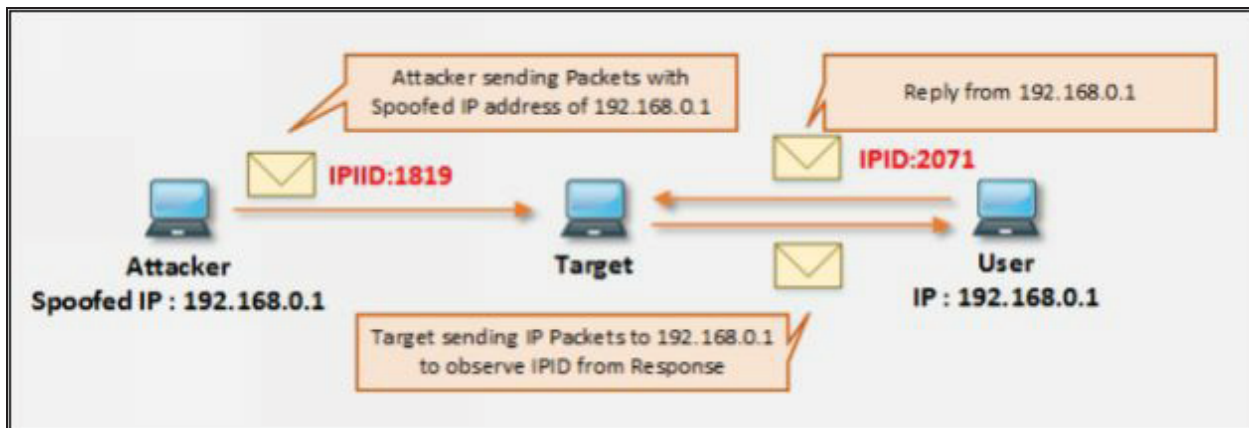 Attacker sending Packets with
Spoofed IP address of 192.168.0.1
Reply from 192.168.0.1
IPIID:1819
IPID:2071
Attacker
Spoofed IP : 192.168.0.1
Target
User
IP : 192.168.0.1
Target sending IP Packets to 192.168.0.1
to observe IPID from Response